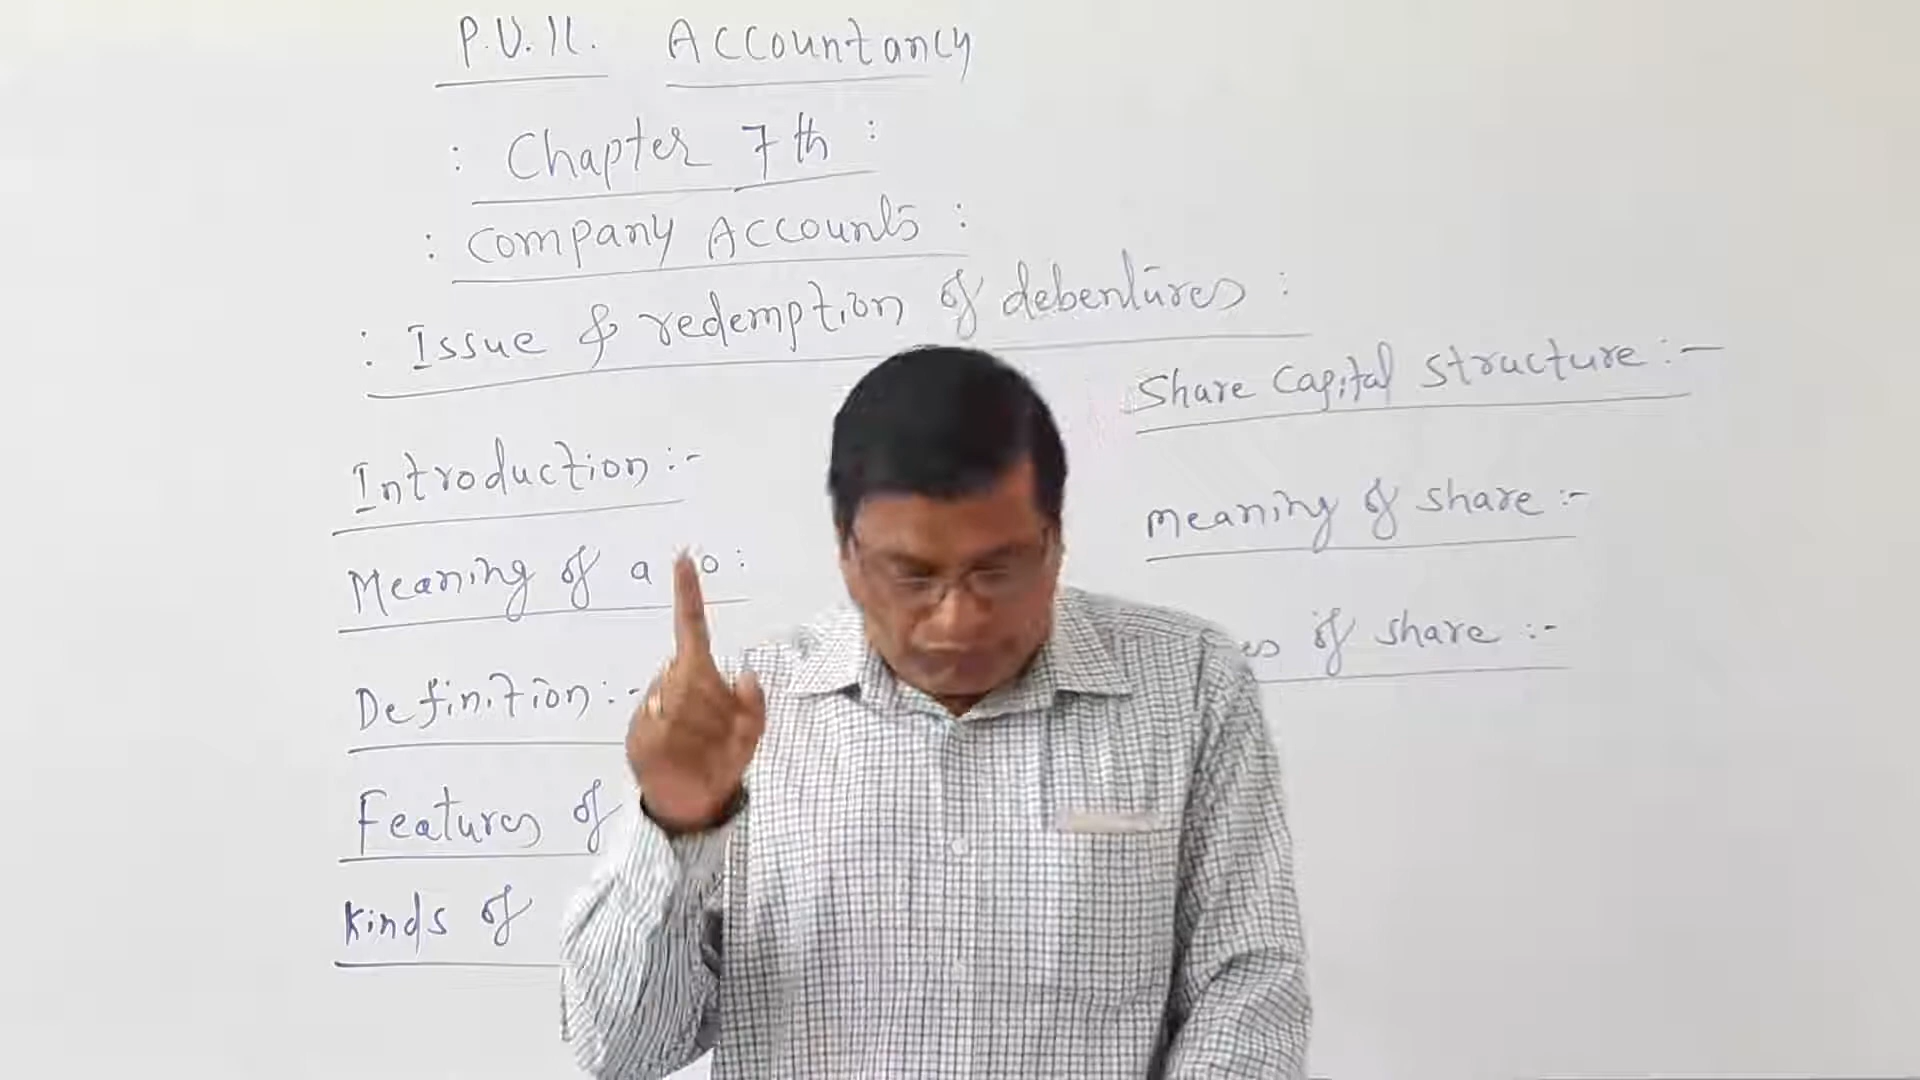 P.U.II. Accountancy
: Chapter 7th :
: Company Accounts :
: Issue & redemption of debentures :
Introduction :-
Meaning of a
Definition :-
Features of
Kinds of
Share Capital Structure :-
Meaning of share :-
of share :-